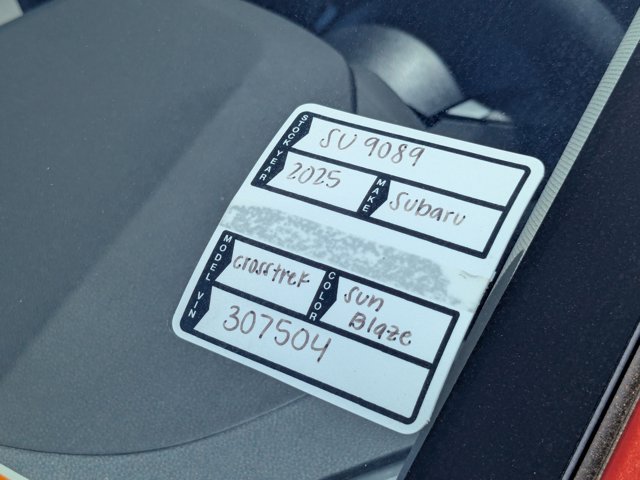 STOCK SU 9089
YEAR 2025 MAKE Subaru
MODEL crosstrek COLOR Sun
Blaze
VIN 307504